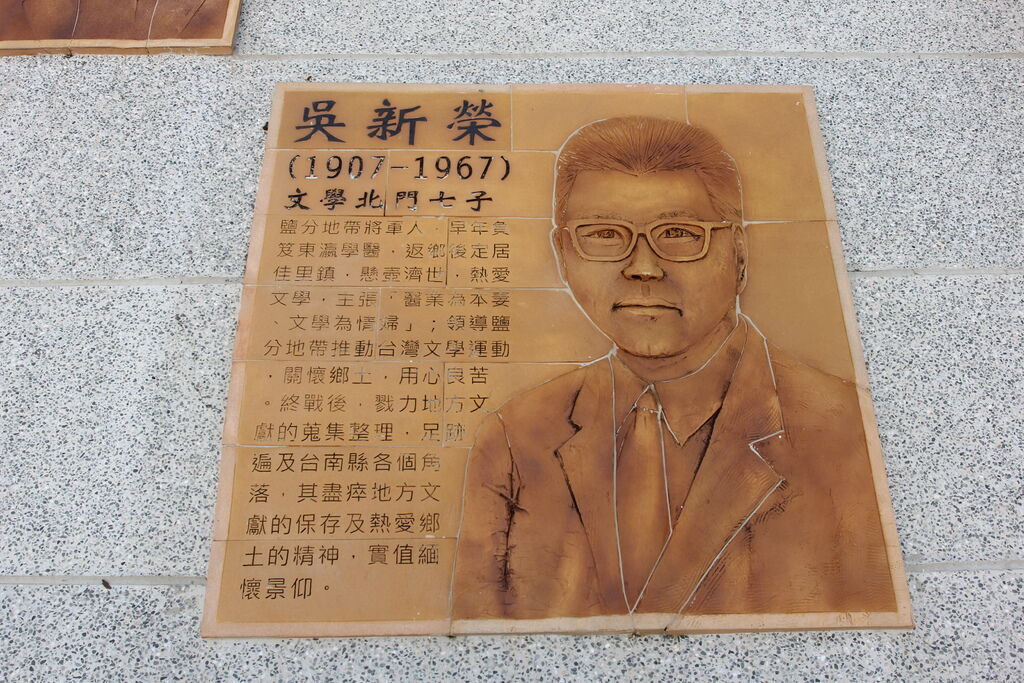 吳新榮
(1907-1967)
文學北門七子
鹽分地帶將軍人，早年負
笈東瀛學醫，返鄉後定居
佳里鎮，懸壺濟世，熱愛
文學，主張，醫業為本妻
、文學為情婦」；領導鹽
分地帶推動台灣文學運動
，關懷鄉土，用心良苦
。終戰後，戮力地方文
獻的蒐集整理，足跡
遍及台南縣各個角
落，其盡瘁地方文
獻的保存及熱愛鄉
土的精神，實值緬
懷景仰。